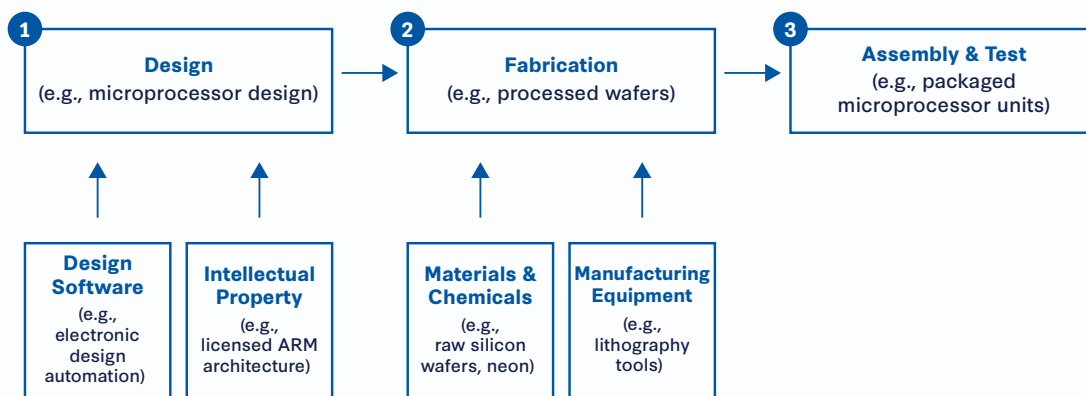 1
Design
(e.g., microprocessor design)
2
Fabrication
(e.g., processed wafers)
3
Assembly & Test
(e.g., packaged
microprocessor units)
Design
Software
(e.g.,
electronic
design
automation)
Intellectual
Property
(e.g.,
licensed ARM
architecture)
Materials &
Chemicals
(e.g.,
raw silicon
wafers, neon)
Manufacturing
Equipment
(e.g.,
lithography
tools)